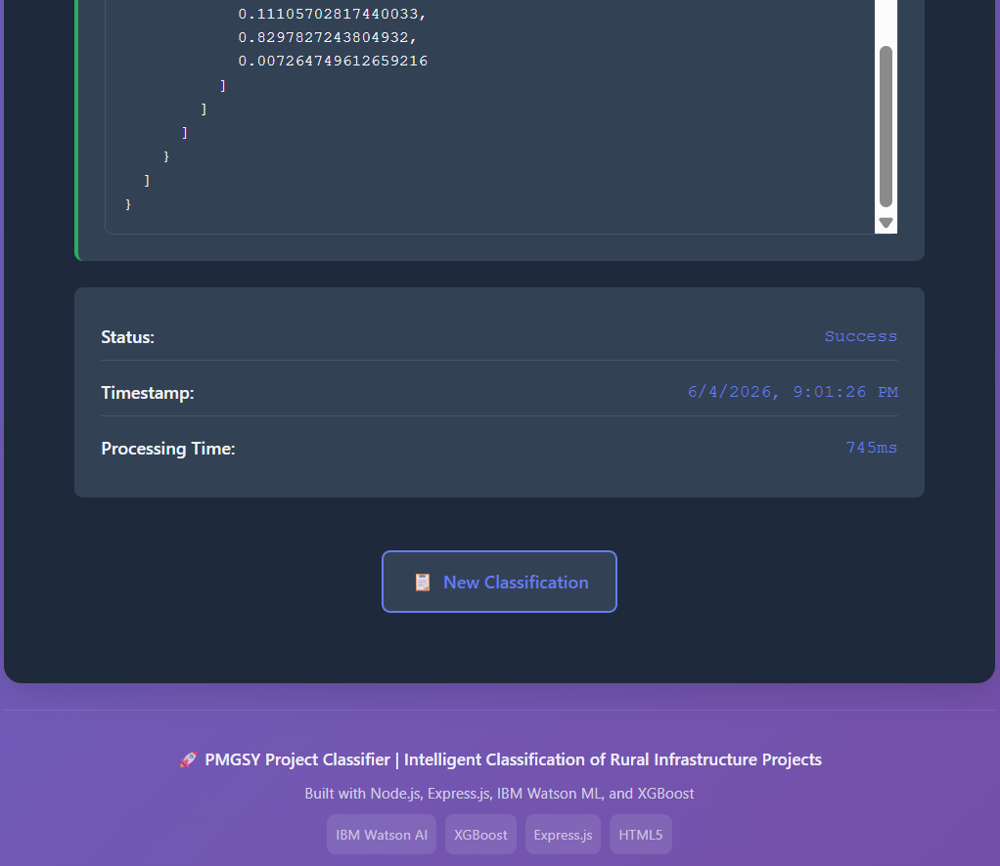 0.11105702817440033,
0.8297827243804932,
0.007264749612659216
]
]
]
}
]
}
Status: Success
Timestamp: 6/4/2026, 9:01:26 PM
Processing Time: 745ms
New Classification
🚀 PMGSY Project Classifier | Intelligent Classification of Rural Infrastructure Projects
Built with Node.js, Express.js, IBM Watson ML, and XGBoost
IBM Watson AI XGBoost Express.js HTML5